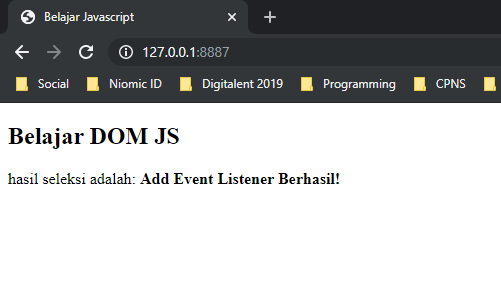 Belajar Javascript
127.0.0.1:8887
Social Niomic ID Digitalent 2019 Programming CPNS
Belajar DOM JS
hasil seleksi adalah: Add Event Listener Berhasil!